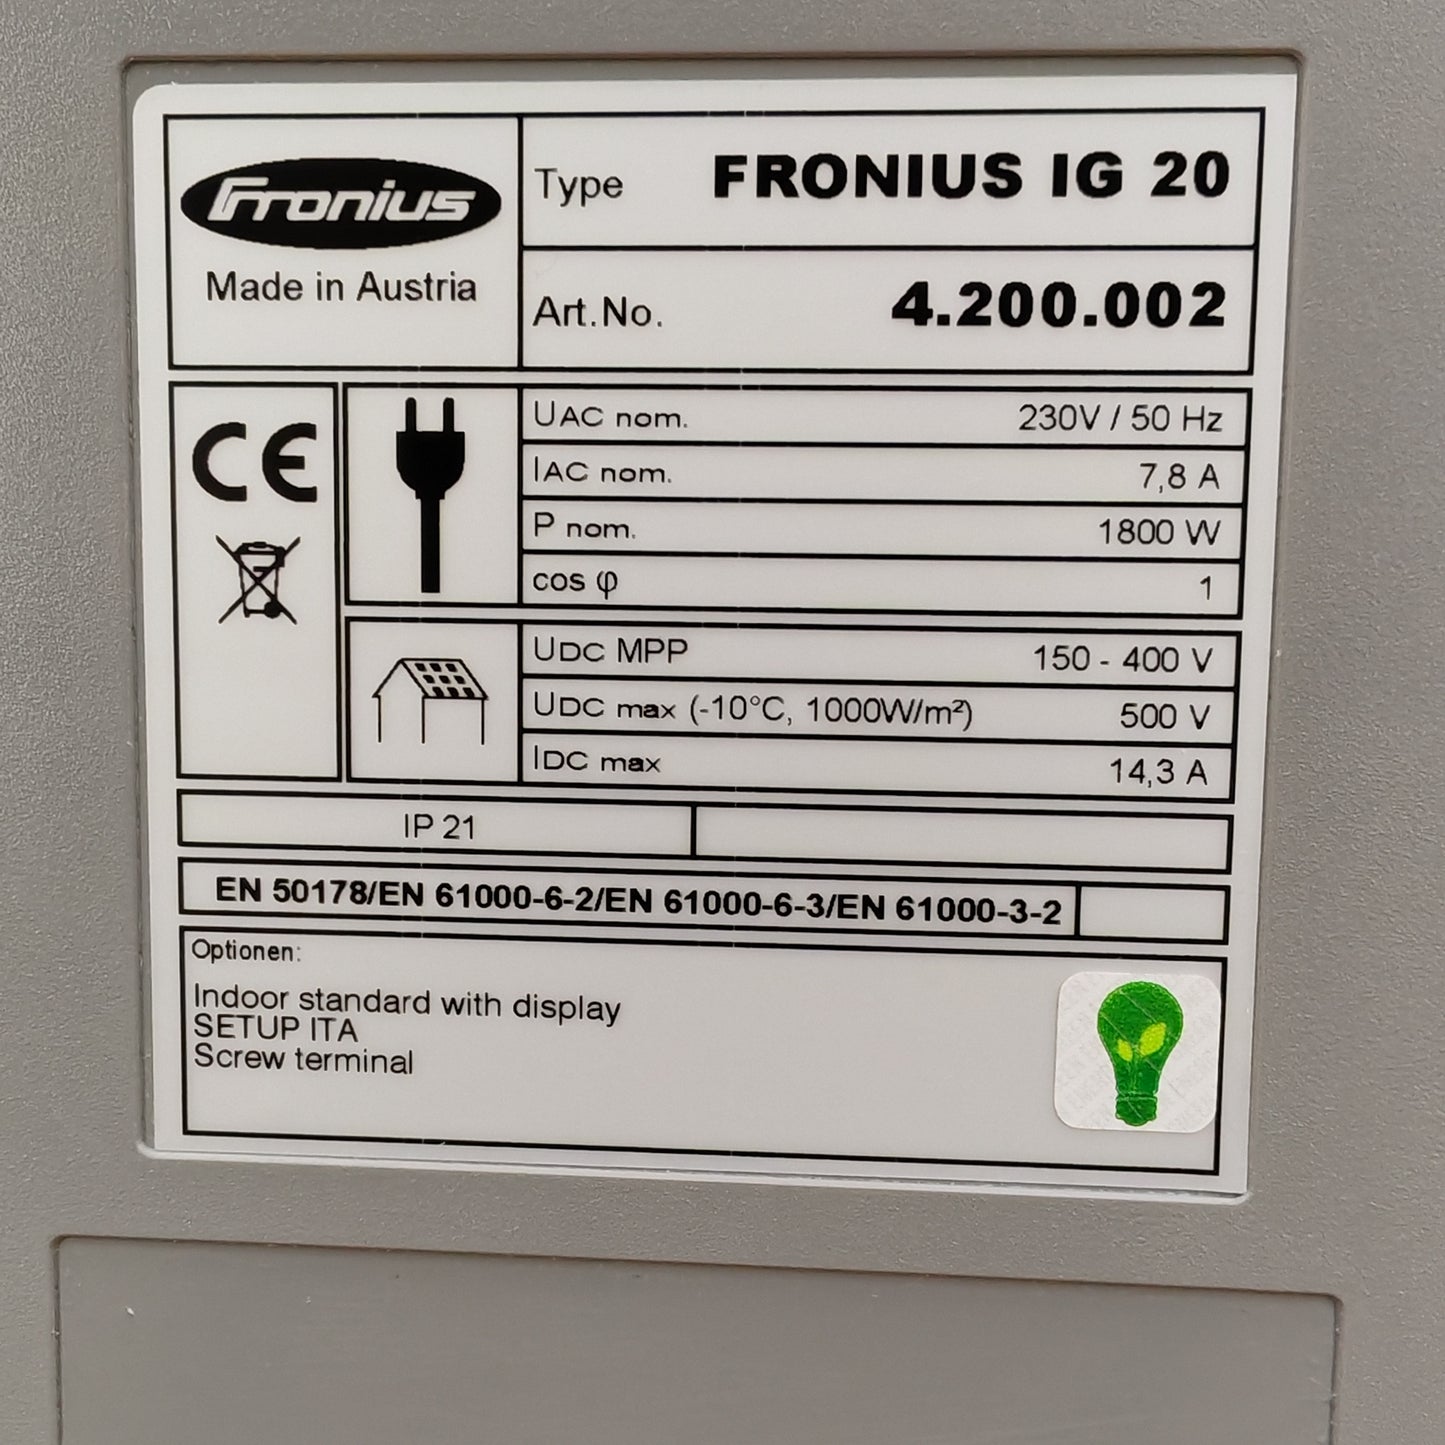 Fronius
Made in Austria
Type FRONIUS IG 20
Art.No. 4.200.002
CE
UAC nom. 230V / 50 Hz
IAC nom. 7,8 A
P nom. 1800 W
cos φ 1
UDC MPP 150 - 400 V
UDC max (-10°C, 1000W/m²) 500 V
IDC max 14,3 A
IP 21
EN 50178/EN 61000-6-2/EN 61000-6-3/EN 61000-3-2
Optionen:
Indoor standard with display
SETUP ITA
Screw terminal